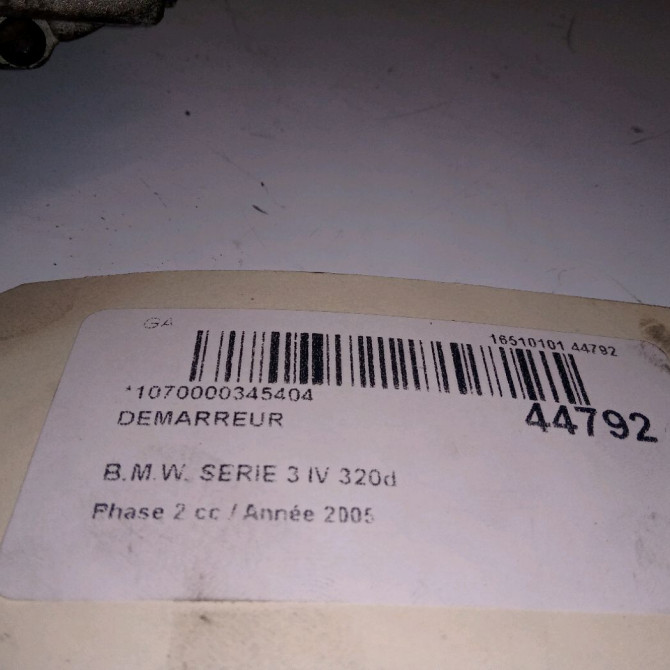 GA
16510101 44792
*1070000345404
44792
DEMARREUR
B.M.W. SERIE 3 IV 320d
Phase 2 cc / Année 2005